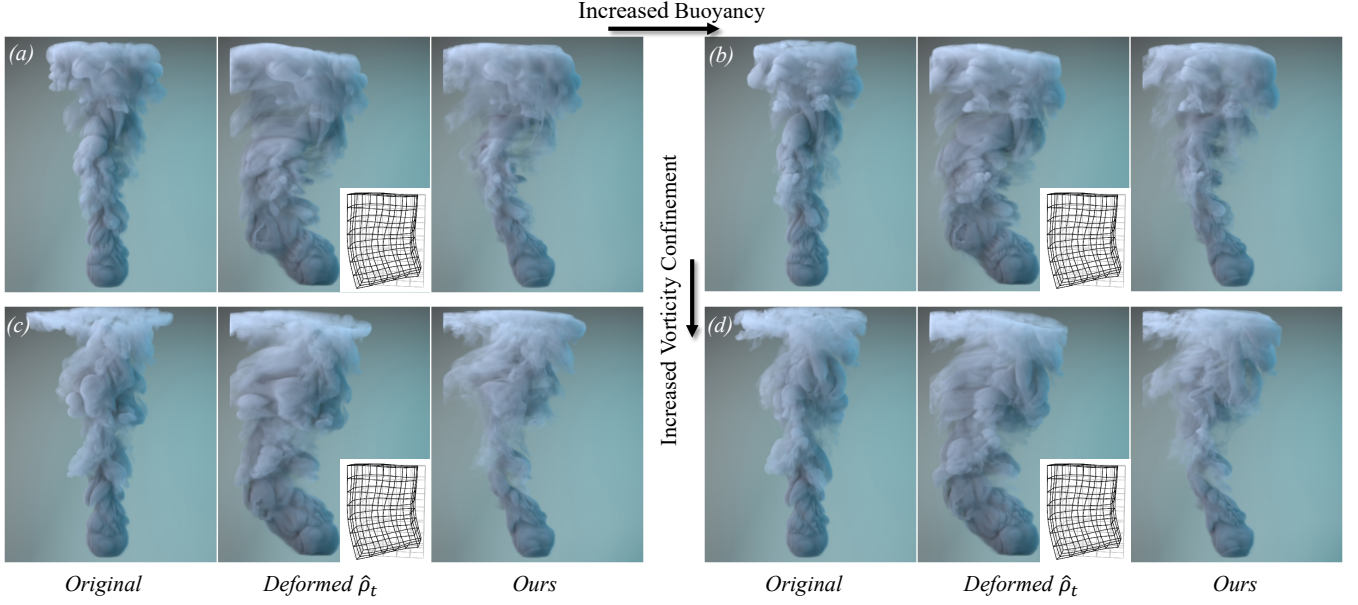 Increased Buoyancy
(a)
(b)
Increased Vorticity Confinement
(c)
(d)
Original
Deformed ρ̂ₜ
Ours
Original
Deformed ρ̂ₜ
Ours